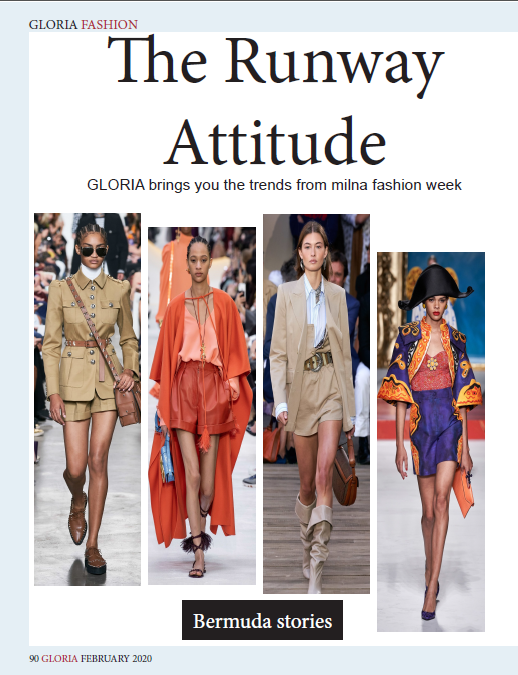 GLORIA FASHION
The Runway
Attitude
GLORIA brings you the trends from milna fashion week
Bermuda stories
90 GLORIA FEBRUARY 2020